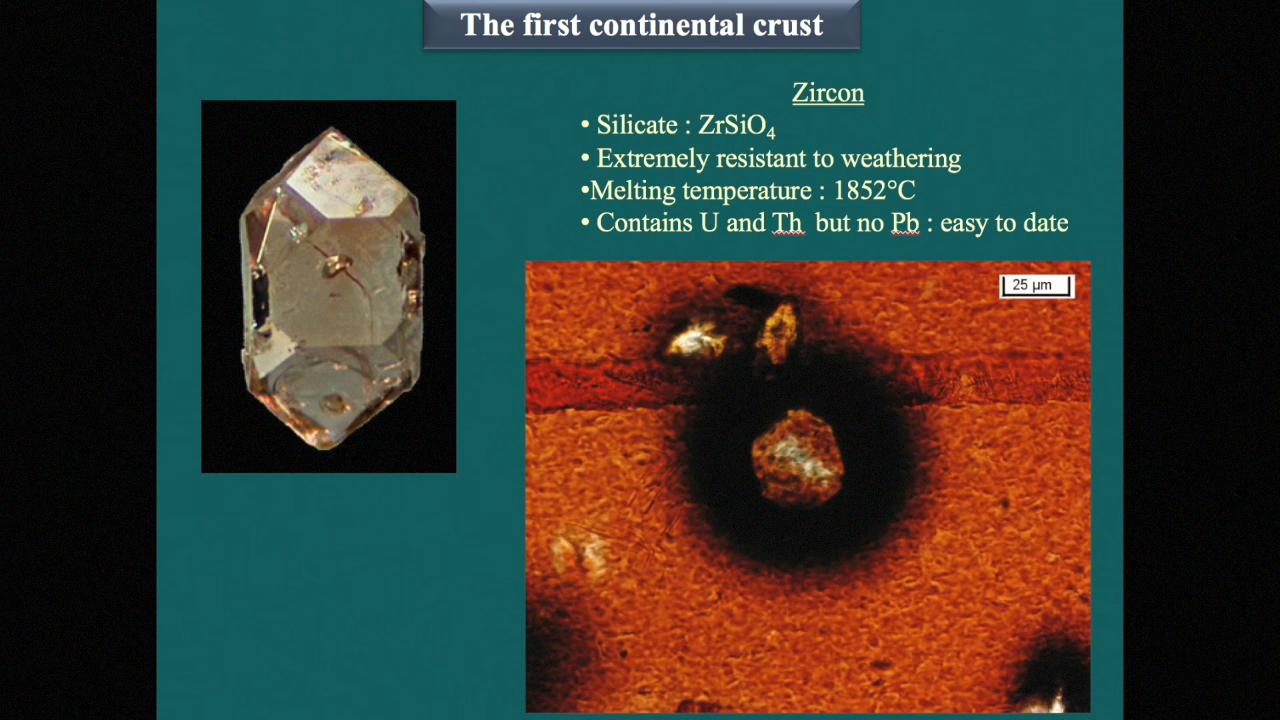 The first continental crust
Zircon
• Silicate : ZrSiO₄
• Extremely resistant to weathering
•Melting temperature : 1852°C
• Contains U and Th but no Pb : easy to date
25 µm